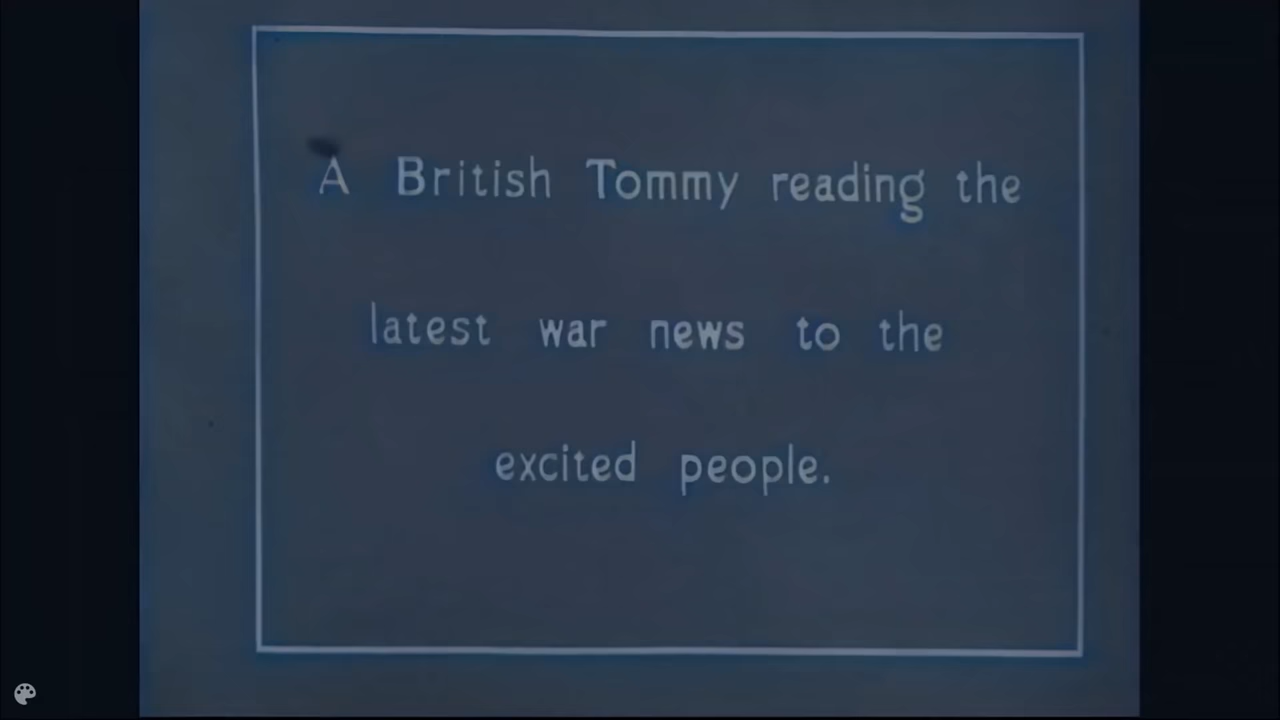 A British Tommy reading the
latest war news to the
excited people.